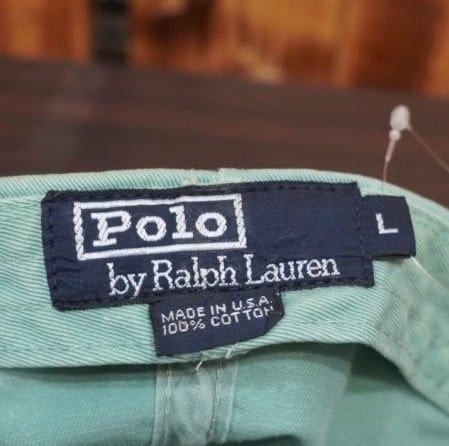 Polo
by Ralph Lauren
L
MADE IN U.S.A.
100% COTTON